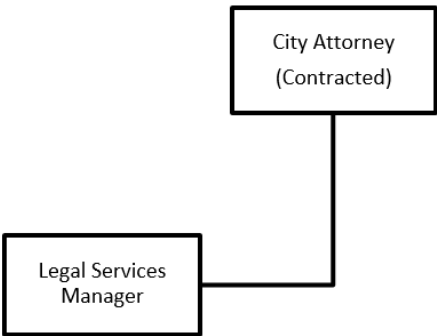 City Attorney
(Contracted)
Legal Services
Manager